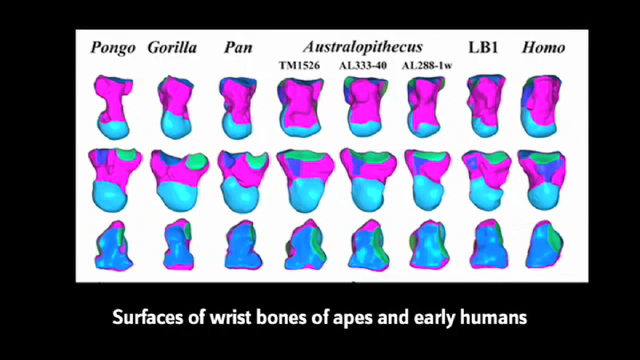 Pongo Gorilla Pan Australopithecus LB1 Homo
TM1526 AL333-40 AL288-1w
Surfaces of wrist bones of apes and early humans